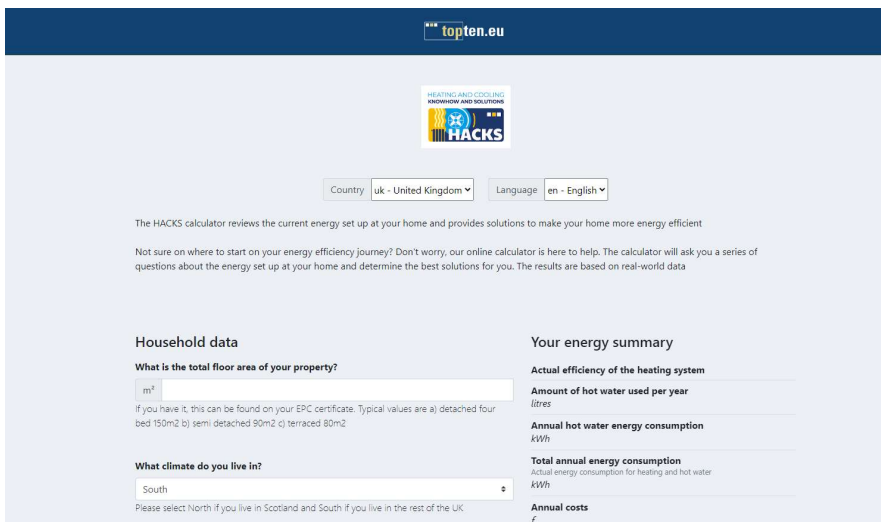 topten.eu
HEATING AND COOLING
KNOWHOW AND SOLUTIONS
HACKS
Country uk - United Kingdom Language en - English
The HACKS calculator reviews the current energy set up at your home and provides solutions to make your home more energy efficient
Not sure on where to start on your energy efficiency journey? Don't worry, our online calculator is here to help. The calculator will ask you a series of
questions about the energy set up at your home and determine the best solutions for you. The results are based on real-world data
Household data
What is the total floor area of your property?
m²
If you have it, this can be found on your EPC certificate. Typical values are a) detached four
bed 150m2 b) semi detached 90m2 c) terraced 80m2
What climate do you live in?
South
Please select North if you live in Scotland and South if you live in the rest of the UK
Your energy summary
Actual efficiency of the heating system
Amount of hot water used per year
litres
Annual hot water energy consumption
kWh
Total annual energy consumption
Actual energy consumption for heating and hot water
kWh
Annual costs
£